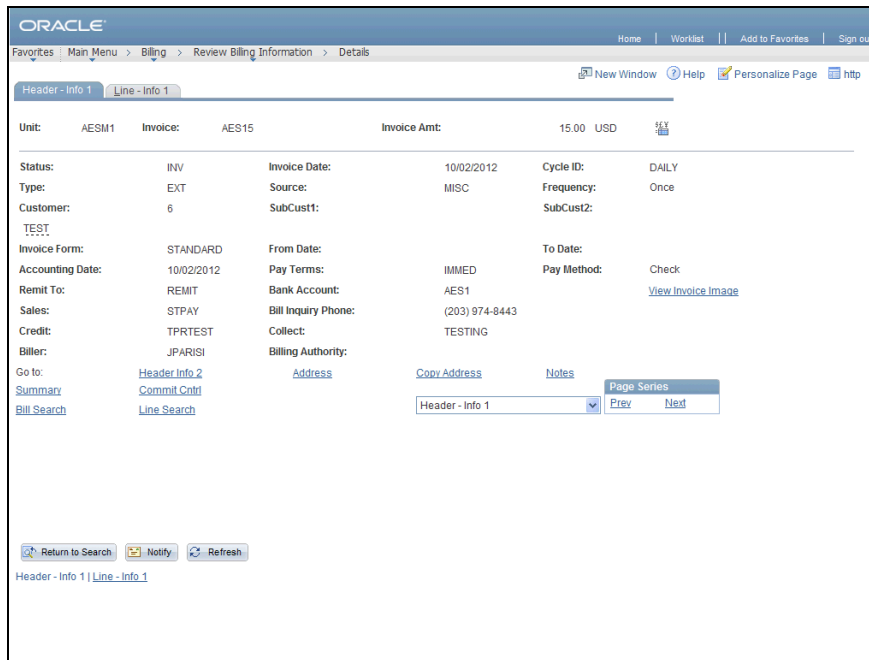 ORACLE
Home | Worklist || Add to Favorites | Sign ou
Favorites Main Menu > Billing > Review Billing Information > Details
New Window Help Personalize Page http
Header - Info 1 Line - Info 1
Unit: AESM1 Invoice: AES15 Invoice Amt: 15.00 USD
Status: INV Invoice Date: 10/02/2012 Cycle ID: DAILY
Type: EXT Source: MISC Frequency: Once
Customer: 6 SubCust1: SubCust2:
TEST
Invoice Form: STANDARD From Date: To Date:
Accounting Date: 10/02/2012 Pay Terms: IMMED Pay Method: Check
Remit To: REMIT Bank Account: AES1 View Invoice Image
Sales: STPAY Bill Inquiry Phone: (203) 974-8443
Credit: TPRTEST Collect: TESTING
Biller: JPARISI Billing Authority:
Go to: Header Info 2 Address Copy Address Notes
Summary Commit Cntrl Page Series
Bill Search Line Search Header - Info 1 Prev Next
Return to Search Notify Refresh
Header - Info 1 | Line - Info 1